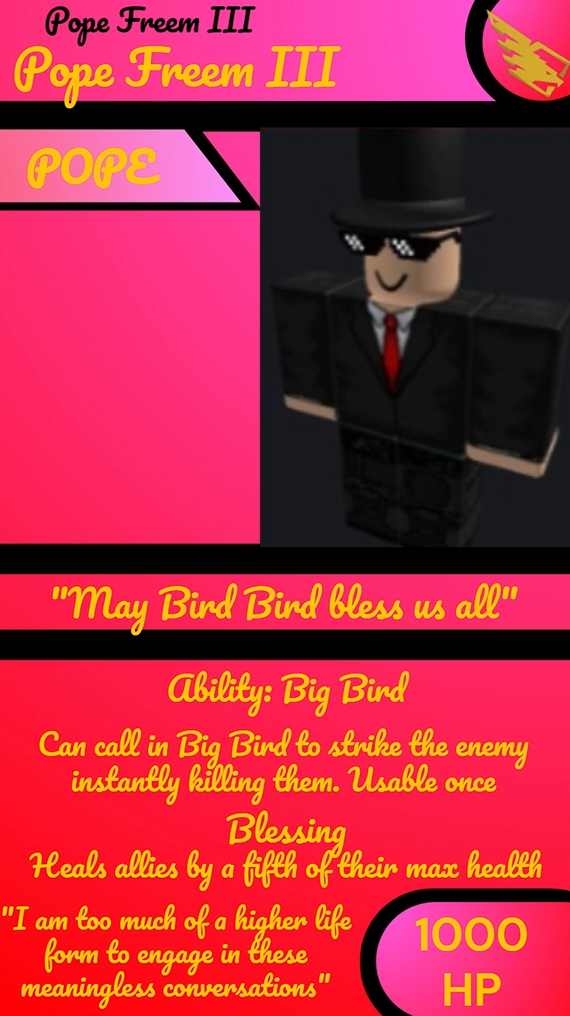 Pope Freem III
Pope Freem III
POPE
"May Bird Bird bless us all"
Ability: Big Bird
Can call in Big Bird to strike the enemy
instantly killing them. Usable once
Blessing
Heals allies by a fifth of their max health
"I am too much of a higher life
form to engage in these
meaningless conversations"
1000
HP